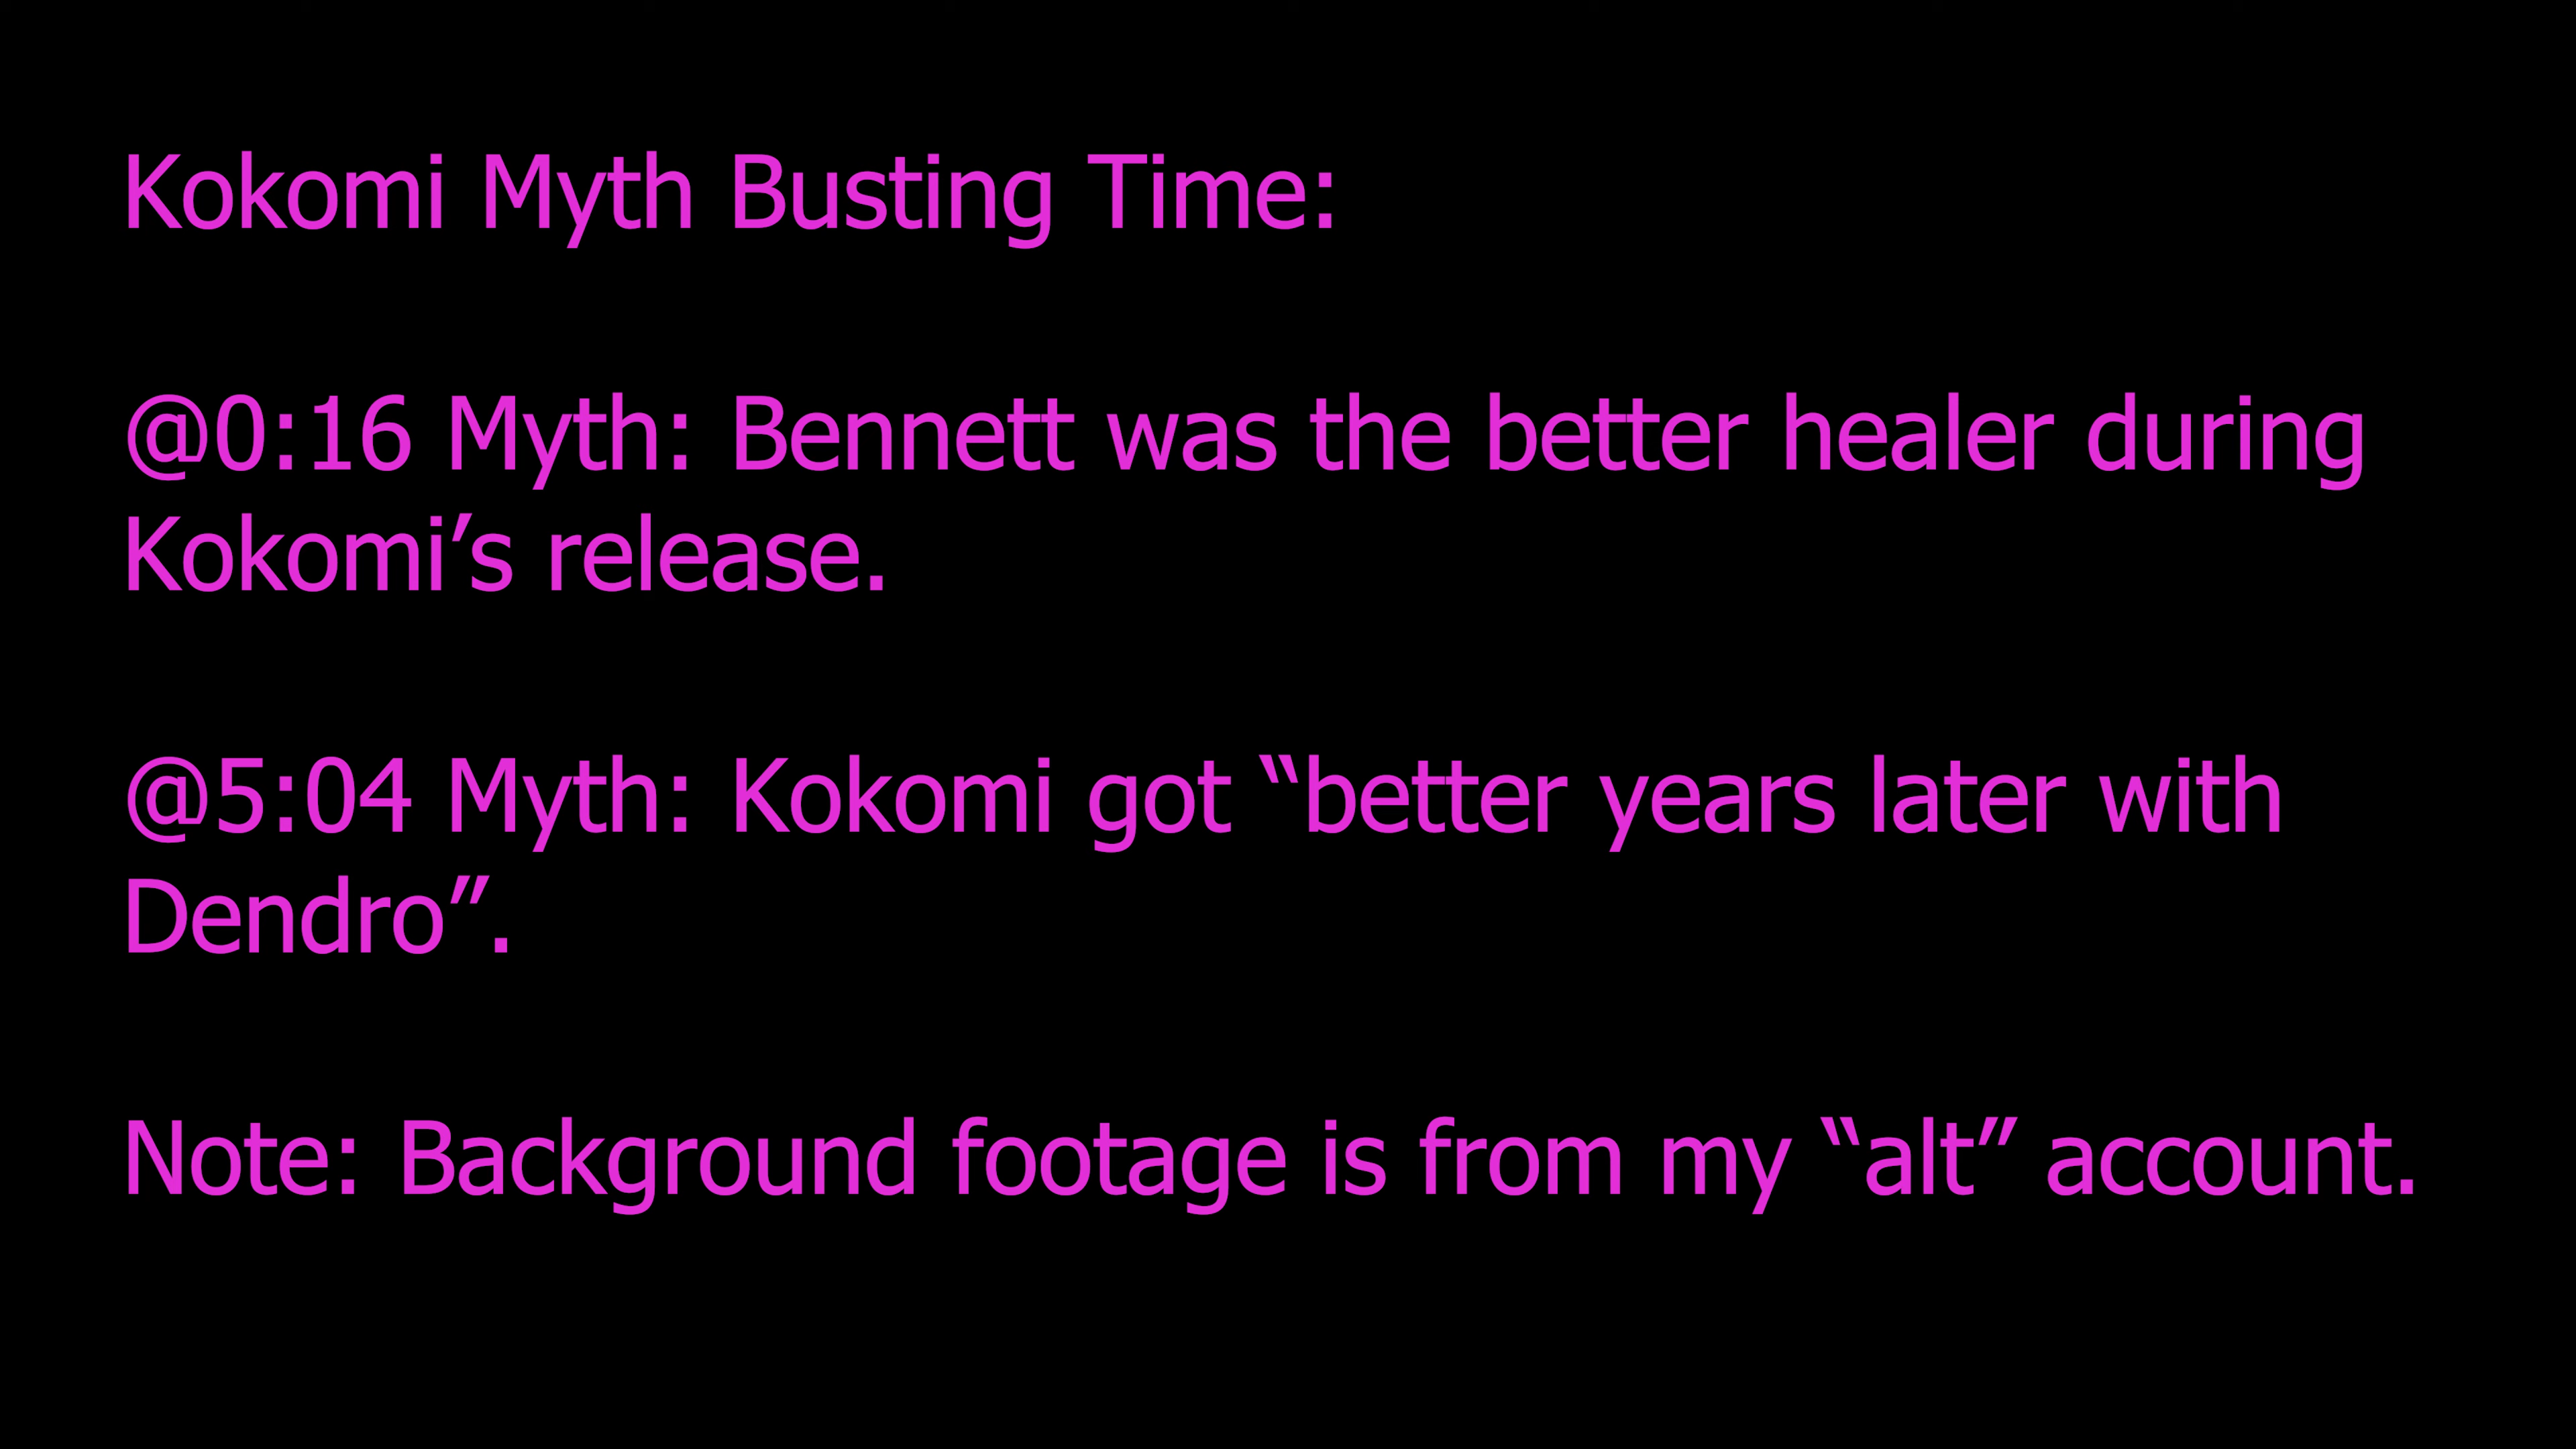 Kokomi Myth Busting Time:
@0:16 Myth: Bennett was the better healer during
Kokomi’s release.
@5:04 Myth: Kokomi got “better years later with
Dendro”.
Note: Background footage is from my “alt” account.